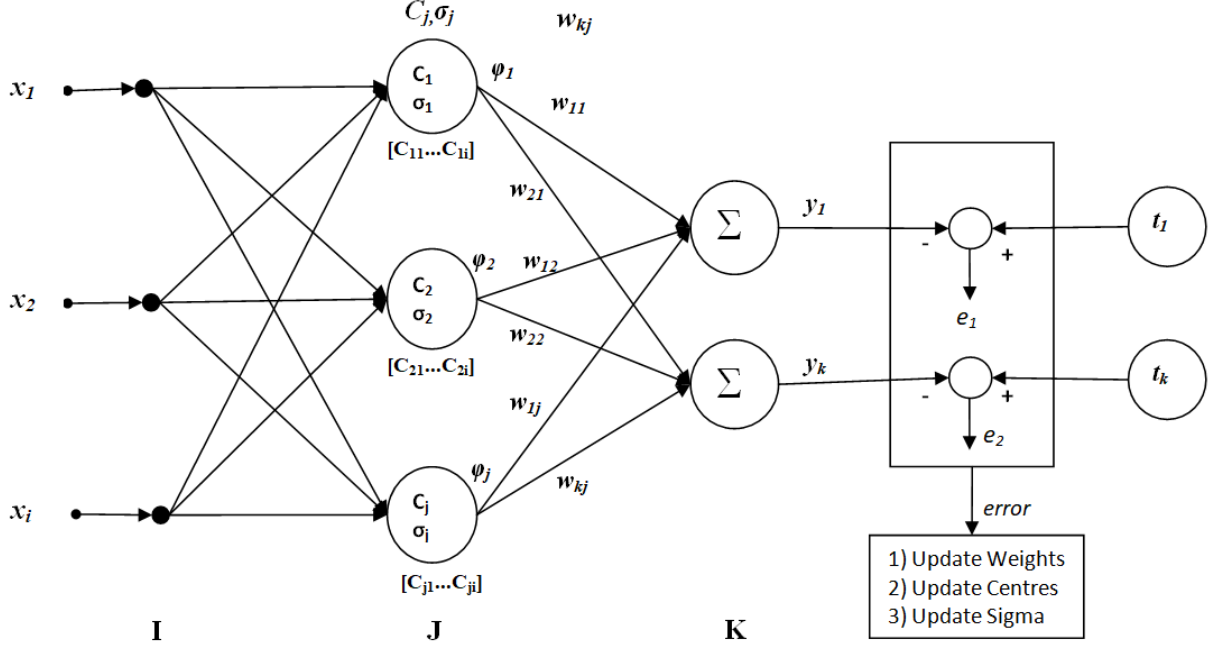 C_j,σ_j
w_kj
x_1
C_1
σ_1
[C_11...C_1i]
φ_1
w_11
w_21
x_2
C_2
σ_2
[C_21...C_2i]
φ_2
w_12
w_22
x_i
C_j
σ_j
[C_j1...C_ji]
φ_j
w_1j
w_kj
Σ
y_1
-
+
t_1
e_1
Σ
y_k
-
+
t_k
e_2
error
1) Update Weights
2) Update Centres
3) Update Sigma
I
J
K